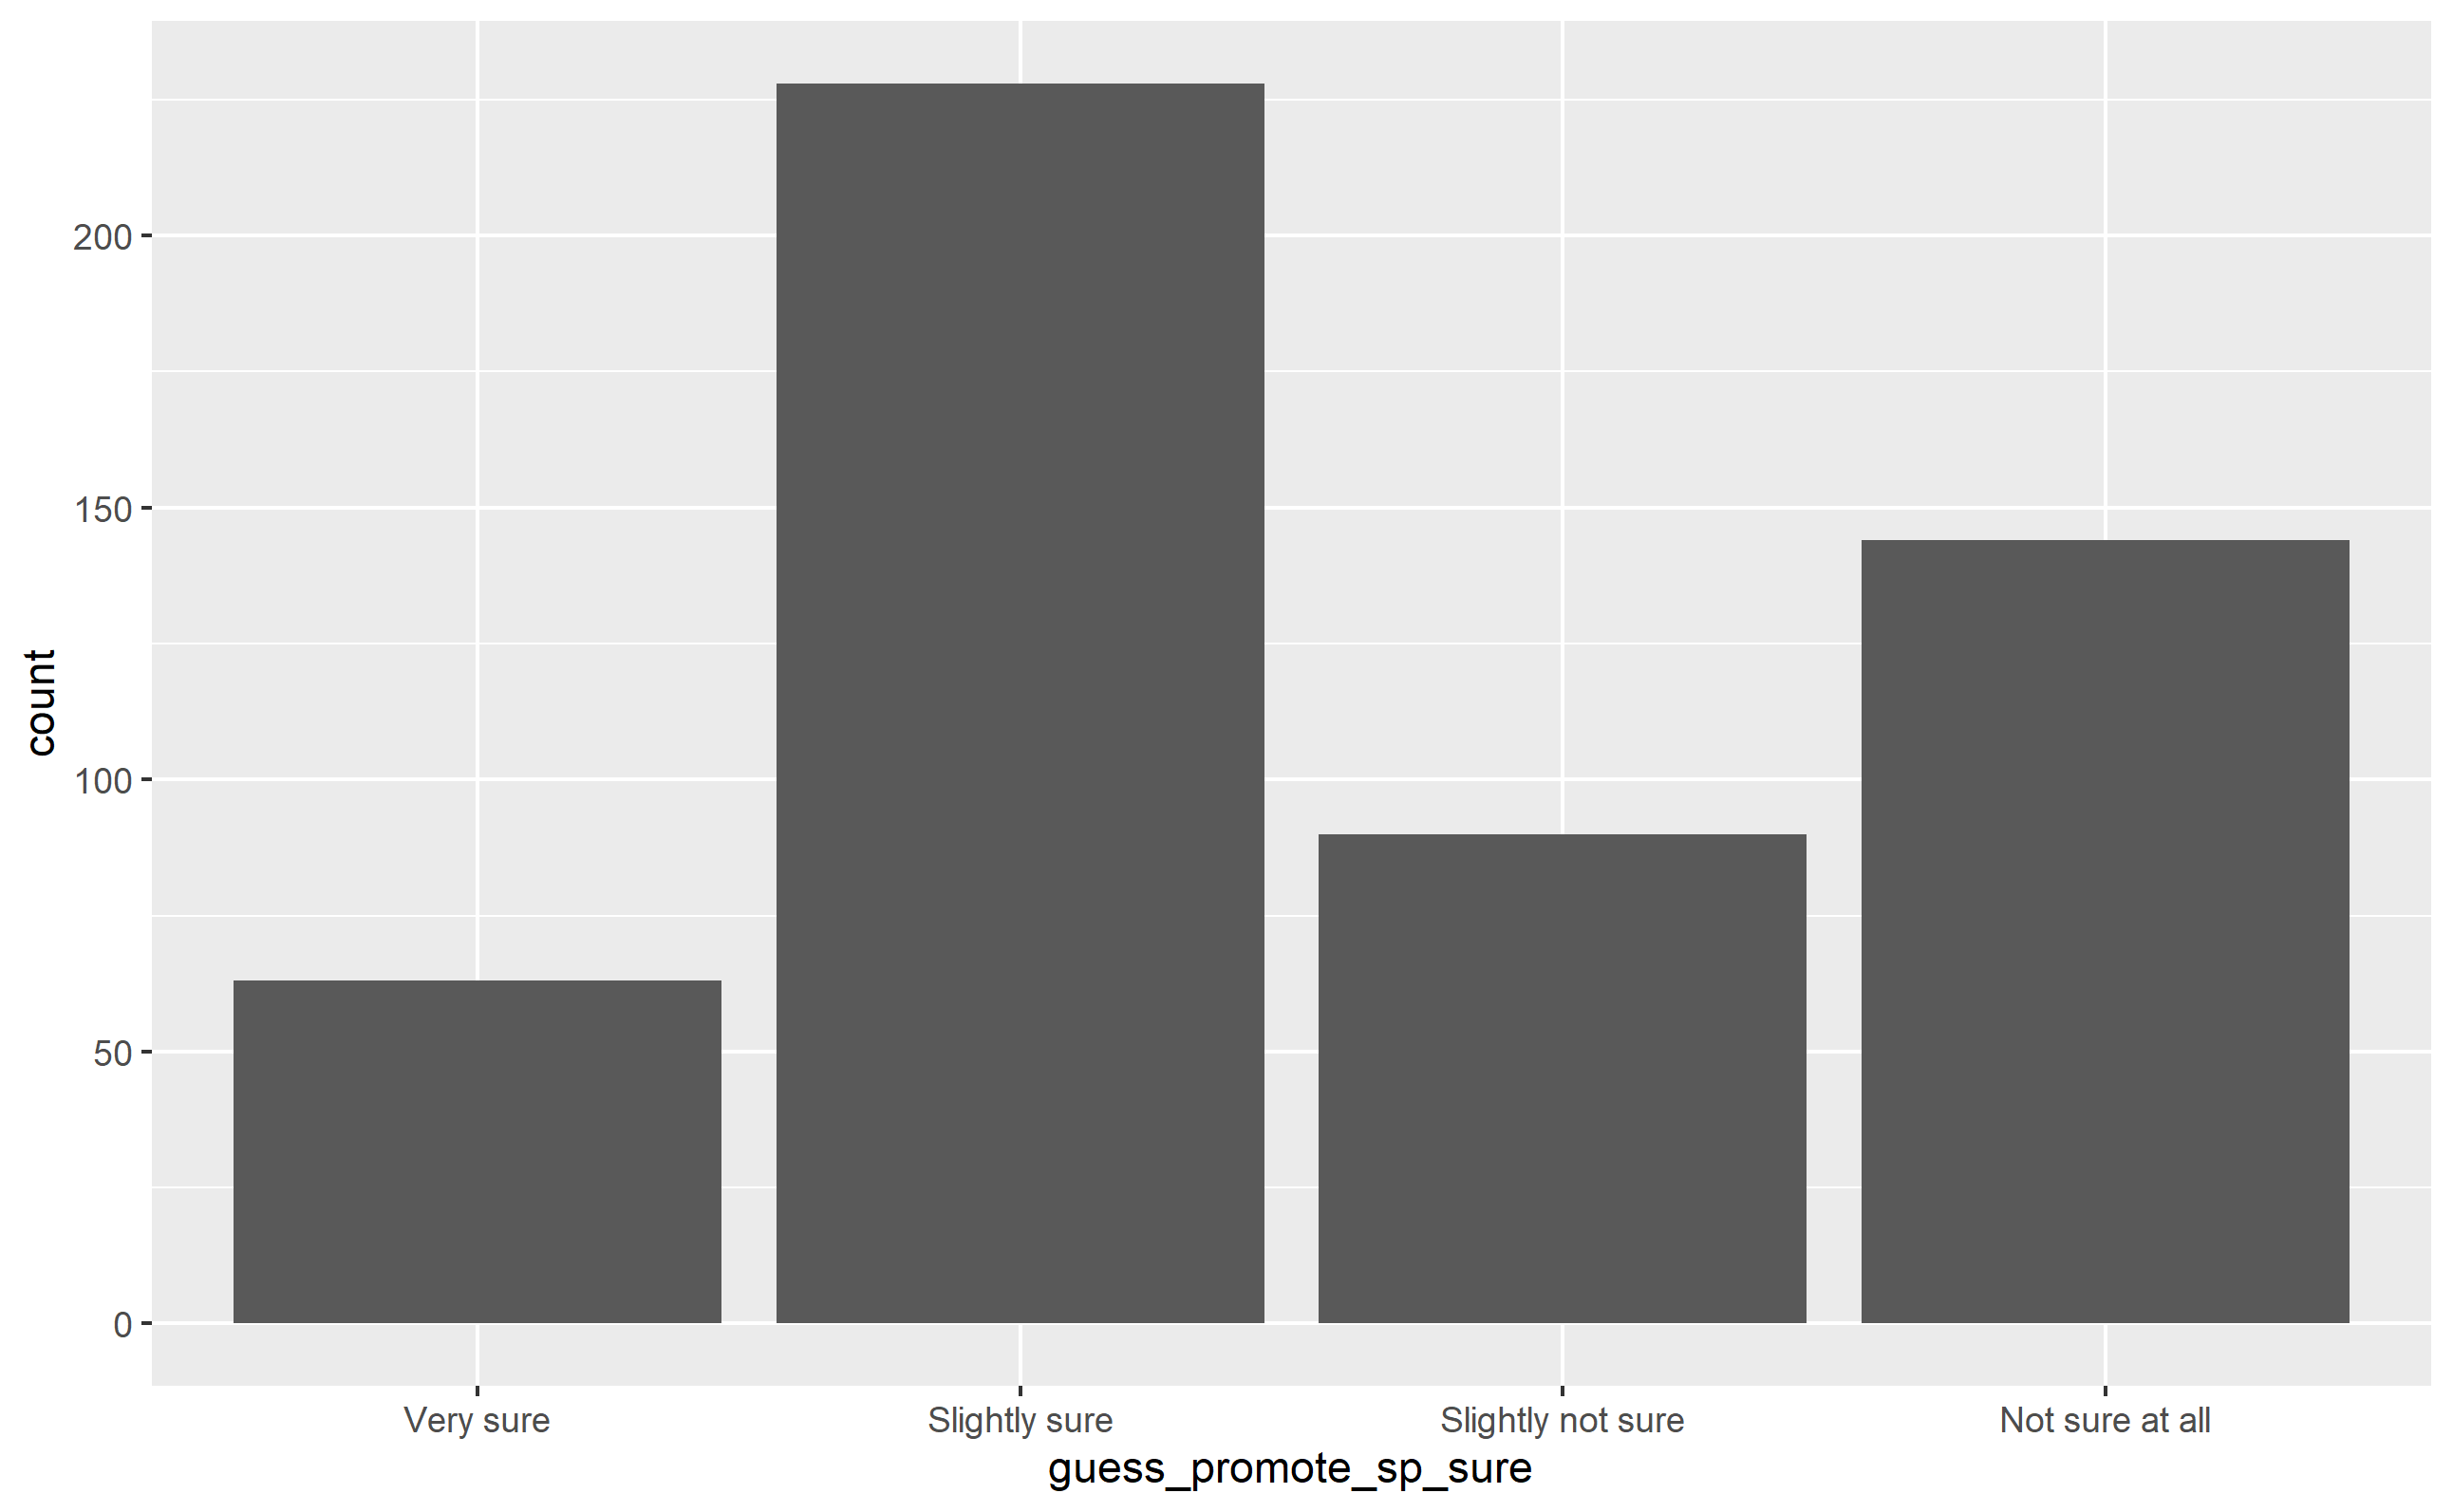 count
200
150
100
50
0
Very sure
Slightly sure
Slightly not sure
Not sure at all
guess_promote_sp_sure